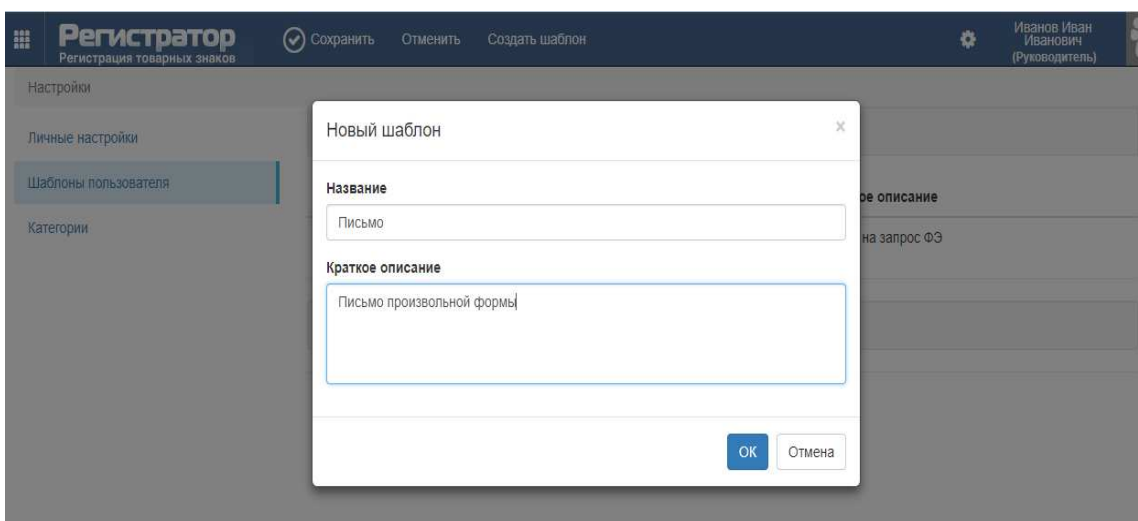 Регистратор
Регистрация товарных знаков
Сохранить Отменить Создать шаблон
Иванов Иван
Иванович
(Руководитель)
Настройки
Личные настройки
Шаблоны пользователя
Категории
Новый шаблон ×
Название
Письмо
Краткое описание
Письмо произвольной формы
ОК Отмена
ое описание
на запрос ФЭ